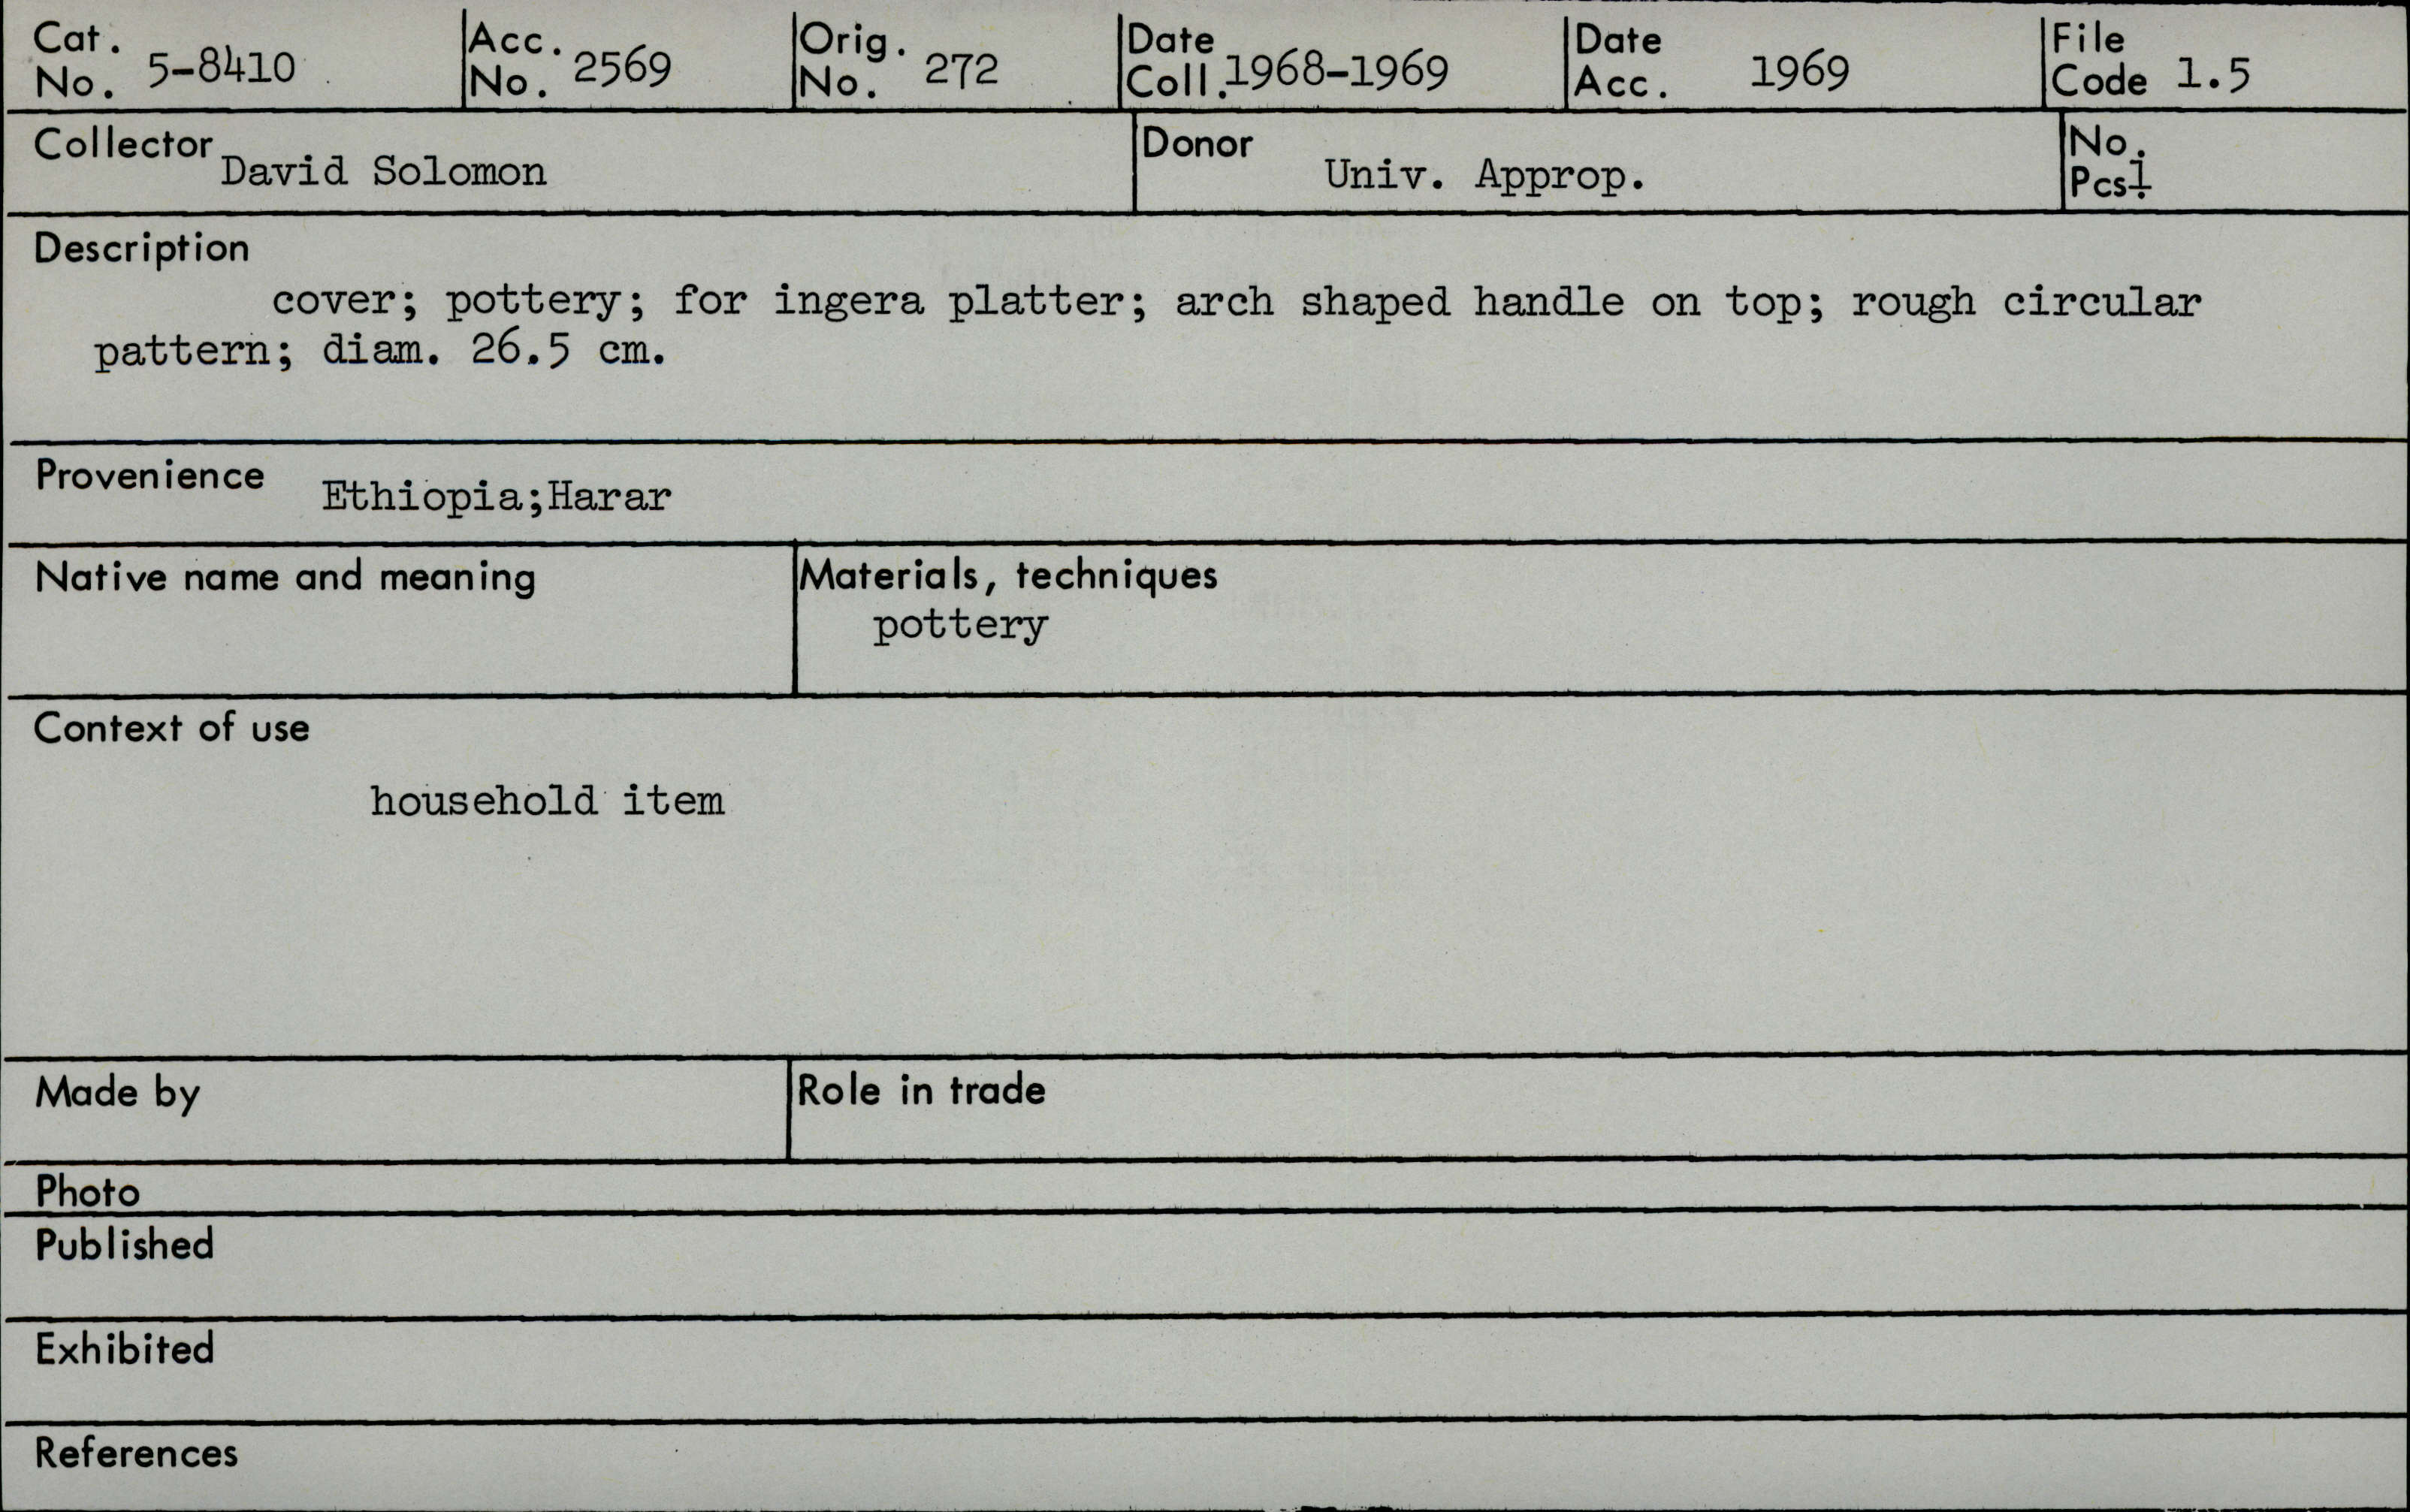 Cat. No. 5-8410 Acc. No. 2569 Orig. No. 272 Date Coll. 1968-1969 Date Acc. 1969 File Code 1.5
Collector David Solomon Donor Univ. Approp. No. Pcs. 1
Description
cover; pottery; for ingera platter; arch shaped handle on top; rough circular
pattern; diam. 26.5 cm.
Provenience Ethiopia;Harar
Native name and meaning Materials, techniques
pottery
Context of use
household item
Made by Role in trade
Photo
Published
Exhibited
References